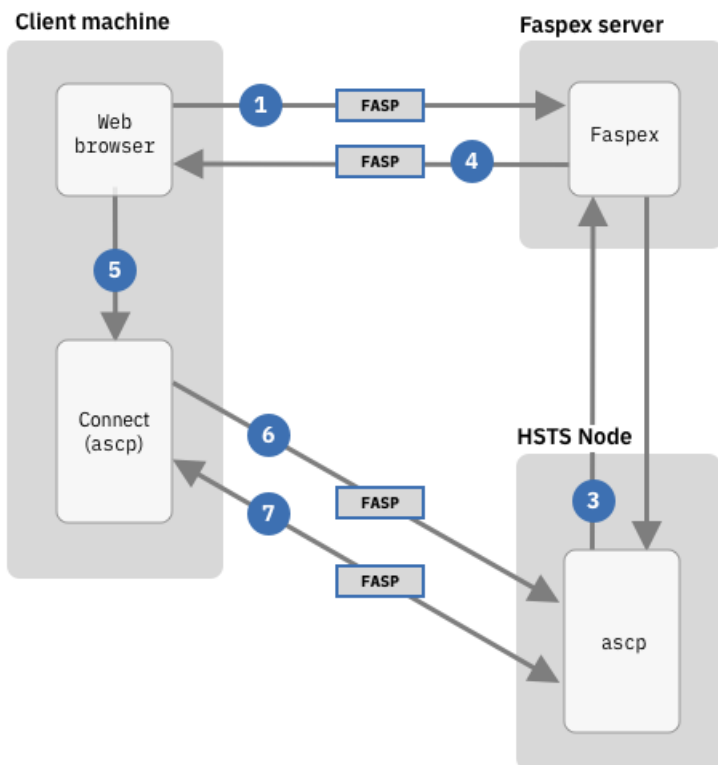 Client machine
Faspex server
Web
browser
1
FASP
Faspex
FASP
4
5
Connect
(ascp)
6
HSTS Node
FASP
3
7
FASP
ascp